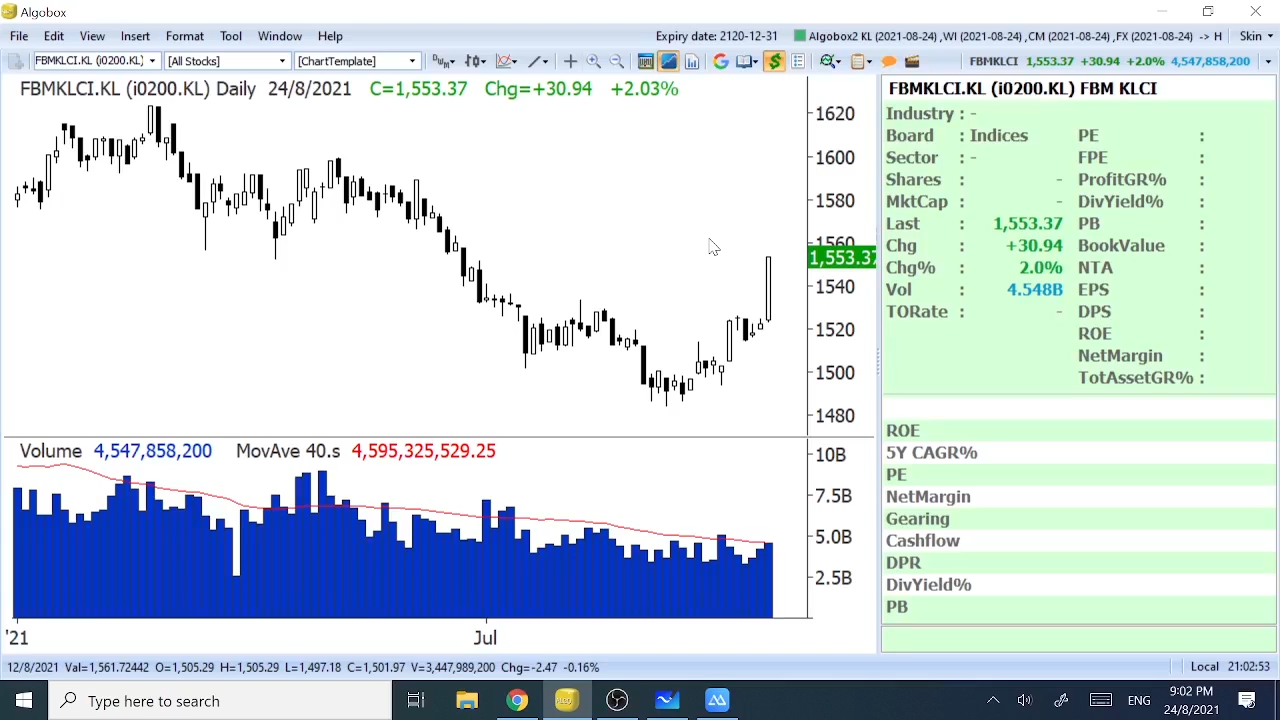 Algobox
File Edit View Insert Format Tool Window Help Expiry date: 2120-12-31 Algobox2 KL (2021-08-24) ,WI (2021-08-24) ,CM (2021-08-24) ,FX (2021-08-24) -> H Skin
FBMKLCI.KL (i0200.KL) [All Stocks] [ChartTemplate] FBMKLCI 1,553.37 +30.94 +2.0% 4,547,858,200
FBMKLCI.KL (i0200.KL) Daily 24/8/2021 C=1,553.37 Chg=+30.94 +2.03%
1620
1600
1580
1560
1,553.37
1540
1520
1500
1480
Volume 4,547,858,200 MovAve 40.s 4,595,325,529.25
10B
7.5B
5.0B
2.5B
'21 Jul
FBMKLCI.KL (i0200.KL) FBM KLCI
Industry : -
Board : Indices PE :
Sector : - FPE :
Shares : - ProfitGR% :
MktCap : - DivYield% :
Last : 1,553.37 PB :
Chg : +30.94 BookValue :
Chg% : 2.0% NTA :
Vol : 4.548B EPS :
TORate : - DPS :
ROE :
NetMargin :
TotAssetGR% :
ROE
5Y CAGR%
PE
NetMargin
Gearing
Cashflow
DPR
DivYield%
PB
12/8/2021 Val=1,561.72442 O=1,505.29 H=1,505.29 L=1,497.18 C=1,501.97 V=3,447,989,200 Chg=-2.47 -0.16% Local 21:02:53
Type here to search ENG 9:02 PM
24/8/2021